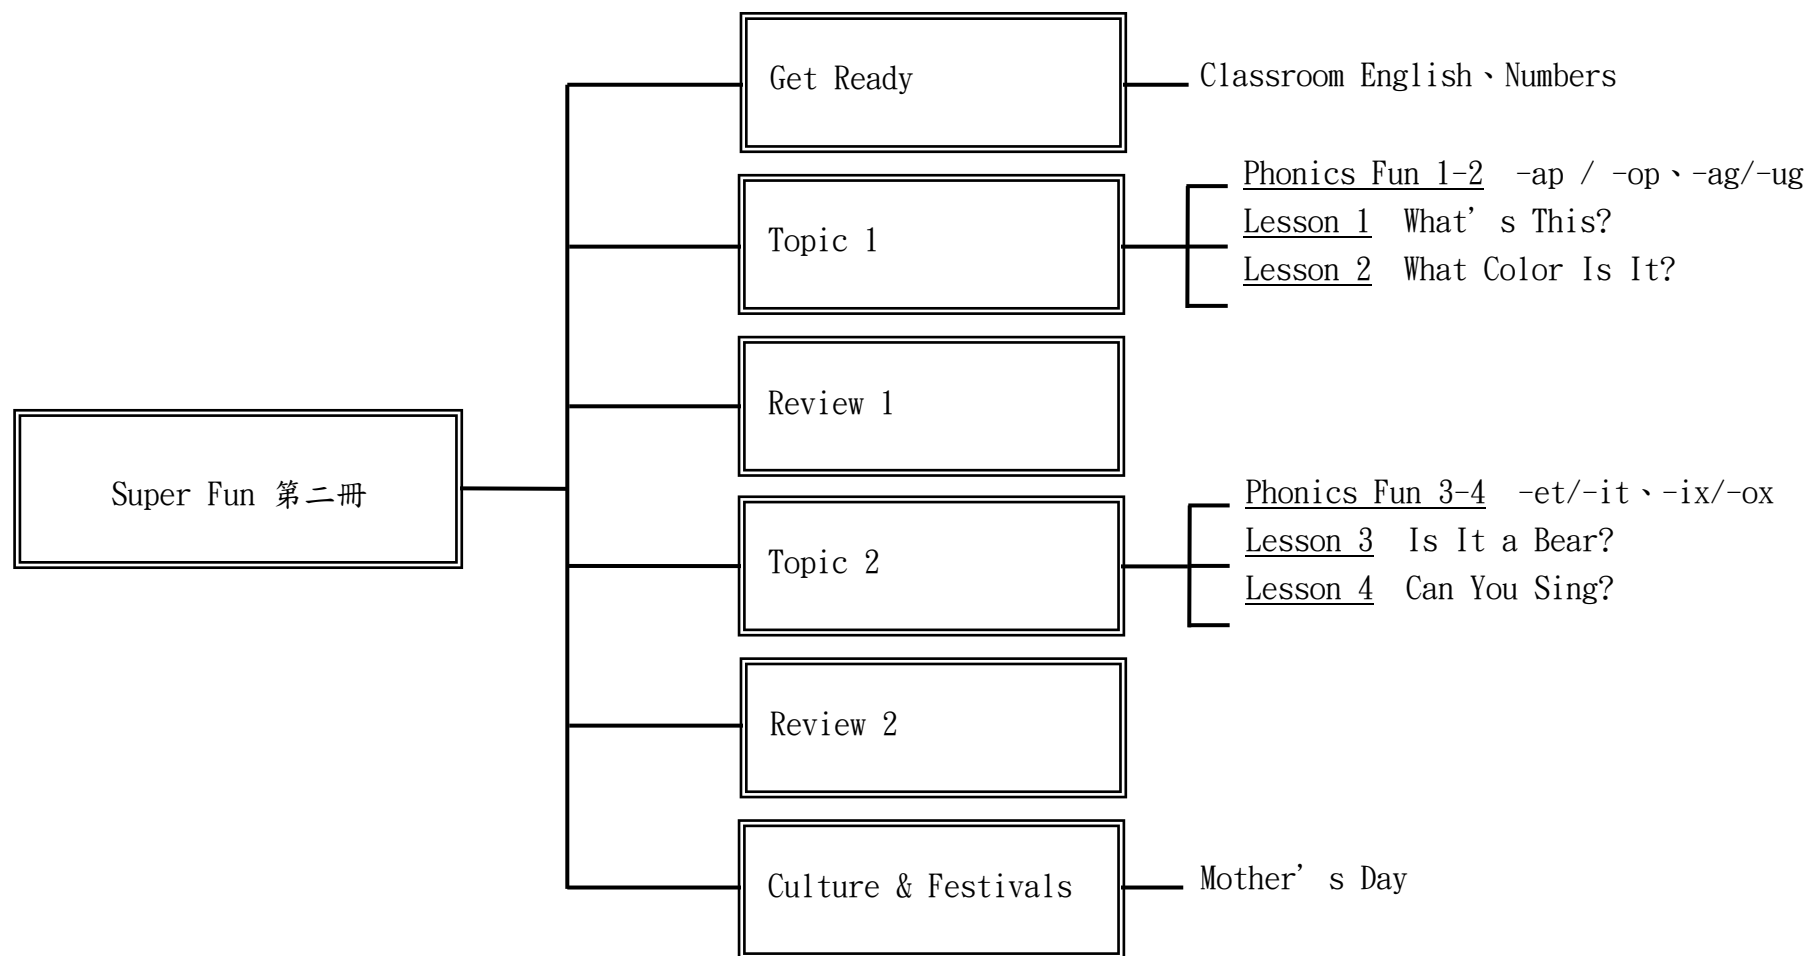 Get Ready
Classroom English、Numbers
Topic 1
Phonics Fun 1-2 -ap / -op、-ag/-ug
Lesson 1 What’s This?
Lesson 2 What Color Is It?
Review 1
Super Fun 第二冊
Topic 2
Phonics Fun 3-4 -et/-it、-ix/-ox
Lesson 3 Is It a Bear?
Lesson 4 Can You Sing?
Review 2
Culture & Festivals
Mother’s Day